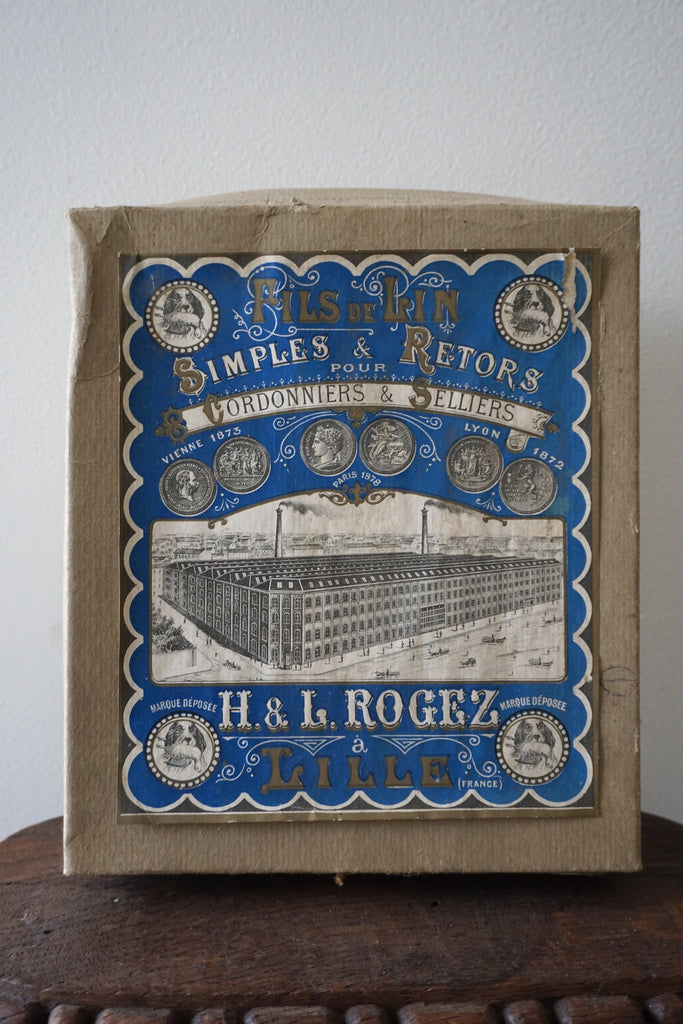 FILS DE LIN
SIMPLES & RETORS
POUR
CORDONNIERS & SELLIERS
VIENNE 1873
LYON 1872
PARIS 1878
MARQUE DÉPOSÉE
H. & L. ROGEZ
MARQUE DÉPOSÉE
à
LILLE
(FRANCE)